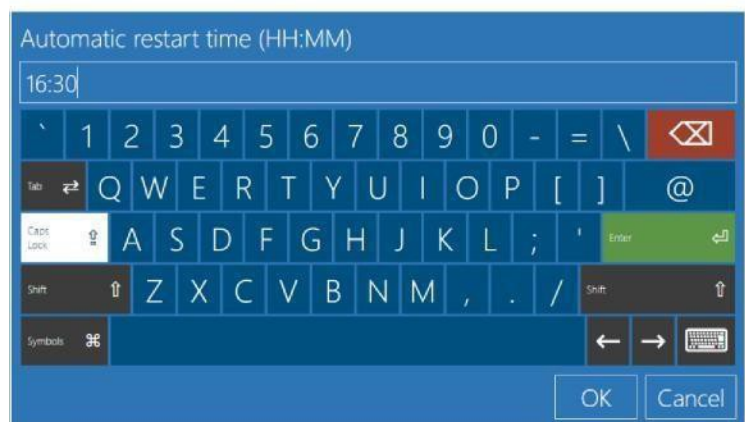 Automatic restart time (HH:MM)
16:30
` 1 2 3 4 5 6 7 8 9 0 - = \
Tab Q W E R T Y U I O P [ ] @
Caps Lock A S D F G H J K L ; ' Enter
Shift Z X C V B N M , . / Shift
Symbols
OK Cancel